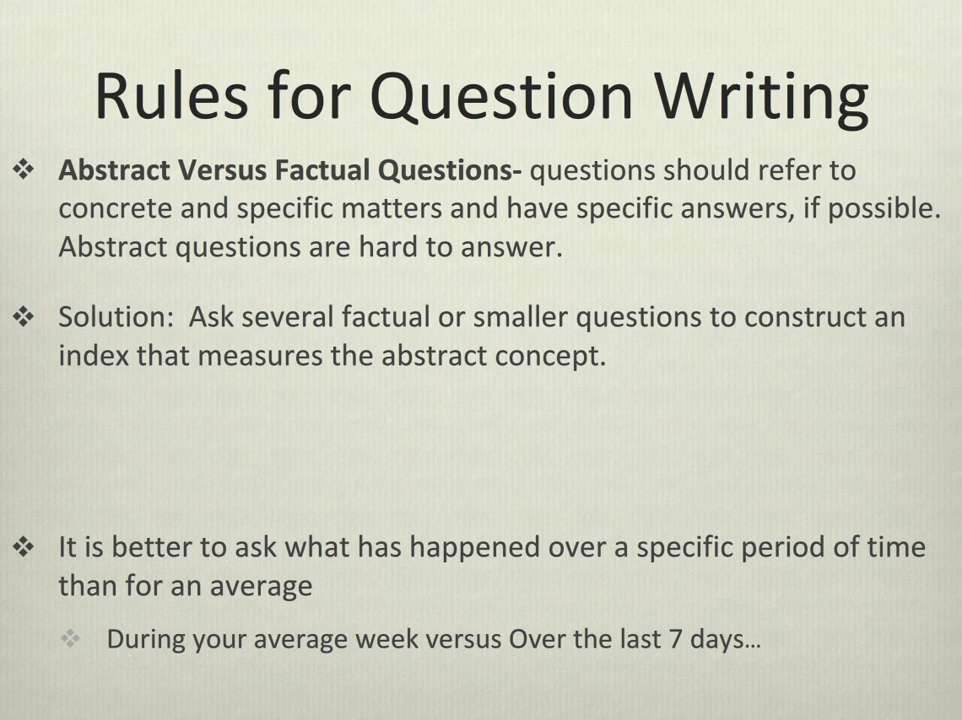 Rules for Question Writing
❖ Abstract Versus Factual Questions- questions should refer to
concrete and specific matters and have specific answers, if possible.
Abstract questions are hard to answer.
❖ Solution:  Ask several factual or smaller questions to construct an
index that measures the abstract concept.
❖ It is better to ask what has happened over a specific period of time
than for an average
❖ During your average week versus Over the last 7 days…